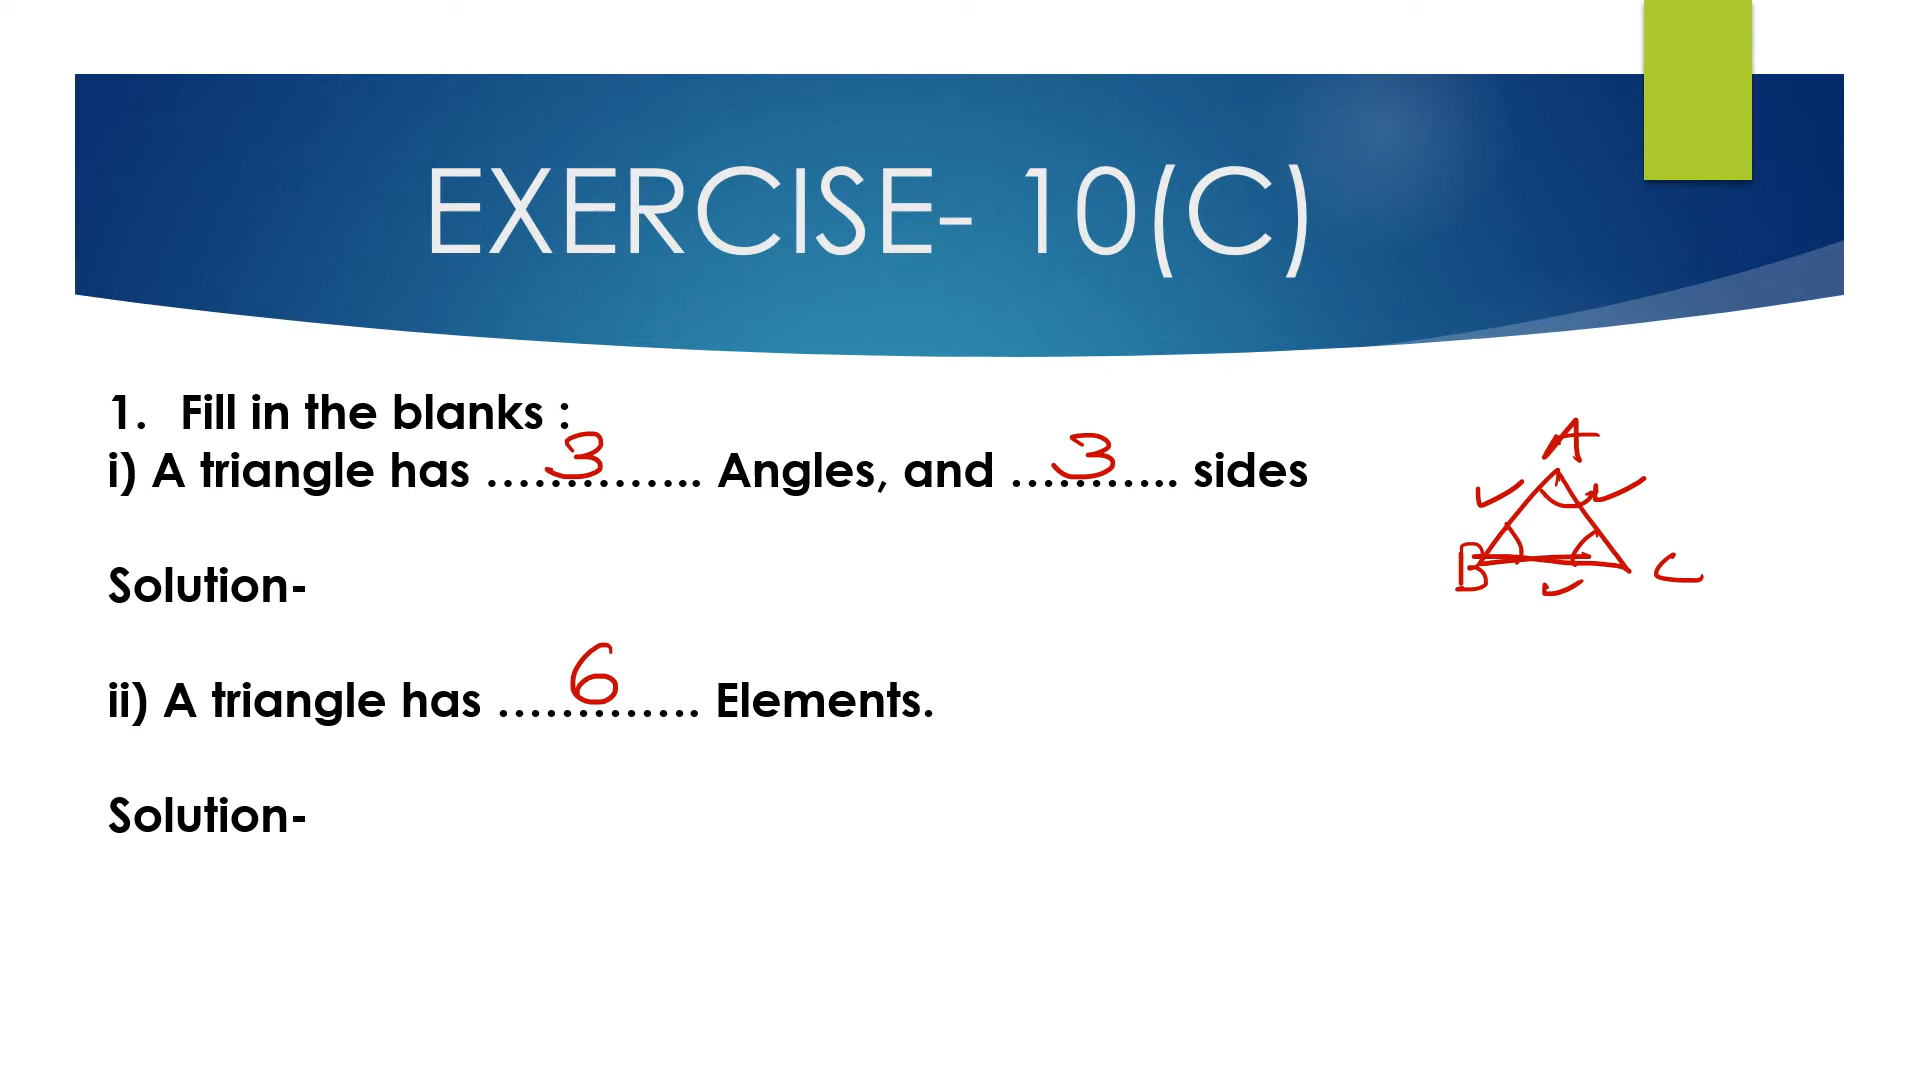 EXERCISE- 10(C)
1. Fill in the blanks :
i) A triangle has ......3........ Angles, and ....3....... sides
A
B C
Solution-
ii) A triangle has ......6....... Elements.
Solution-